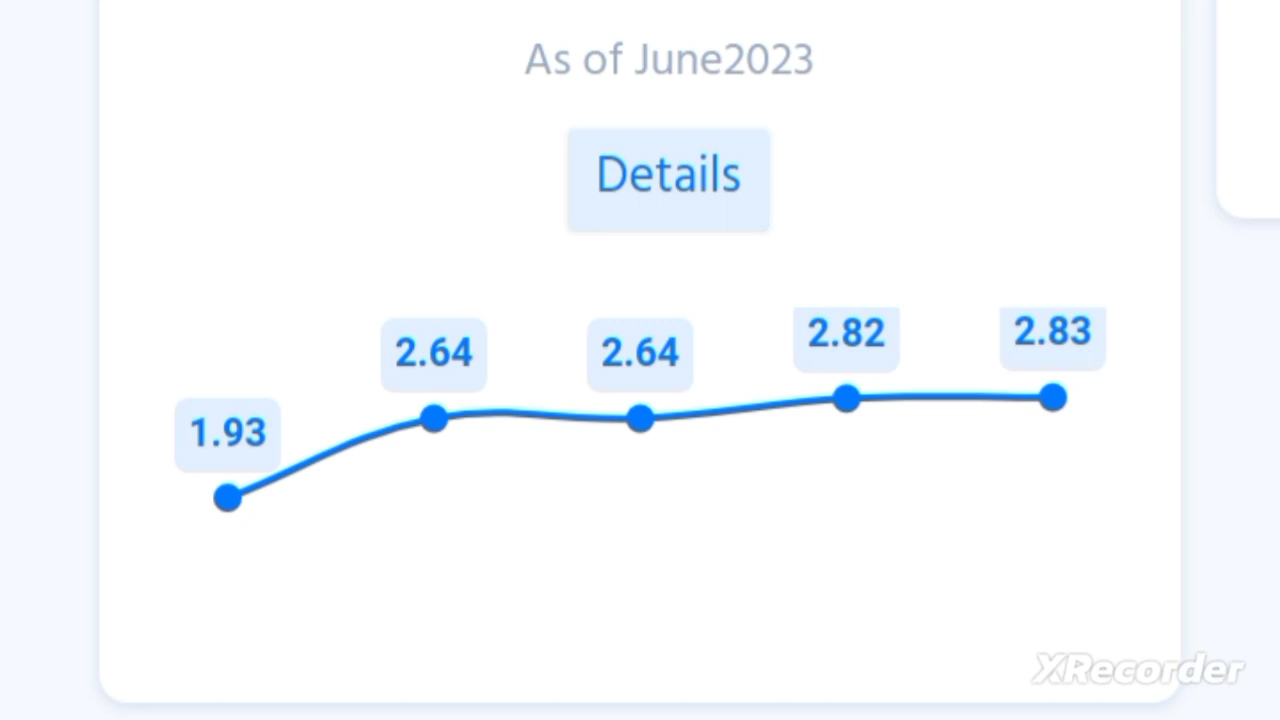 As of June2023
Details
1.93
2.64
2.64
2.82
2.83
XRecorder